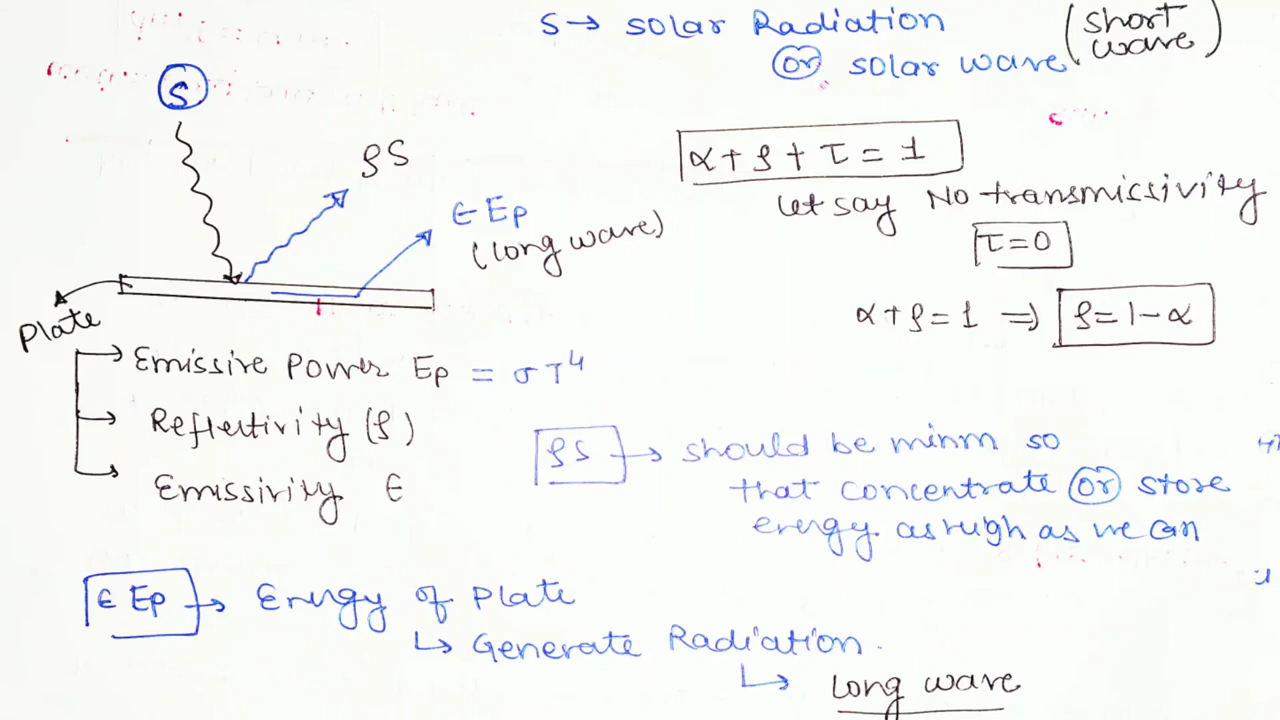 S → Solar Radiation (short wave)
or solar wave
S
ρS
α + ρ + τ = 1
Let say No transmissivity
τ = 0
∈ Ep
(long wave)
α + ρ = 1 ⇒ ρ = 1 - α
Plate
→ Emissive Power Ep = σT⁴
→ Reflectivity (ρ)
→ Emissivity ∈
ρS → should be minm so
that concentrate or store
energy as high as we can
∈ Ep → Energy of Plate
↳ Generate Radiation.
↳ long wave